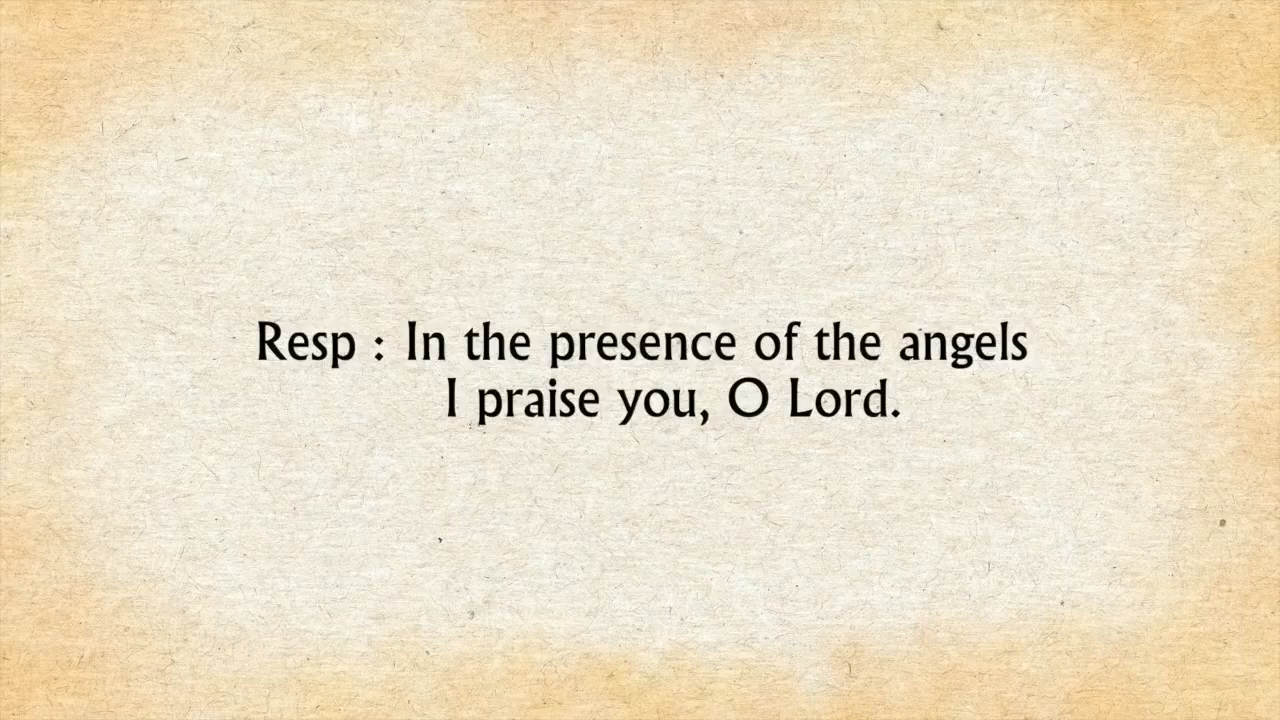 Resp : In the presence of the angels
I praise you, O Lord.